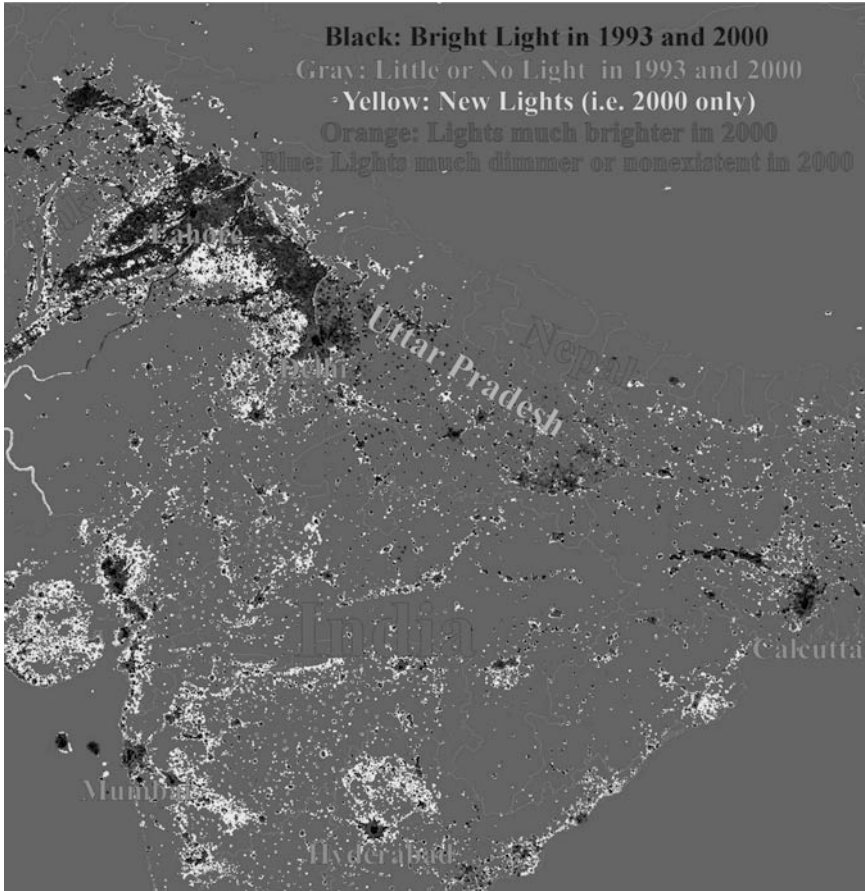 Black: Bright Light in 1993 and 2000
Gray: Little or No Light in 1993 and 2000
Yellow: New Lights (i.e. 2000 only)
Orange: Lights much brighter in 2000
Blue: Lights much dimmer or nonexistent in 2000
Lahore
Delhi
Uttar Pradesh
Nepal
India
Calcutta
Mumbai
Hyderabad